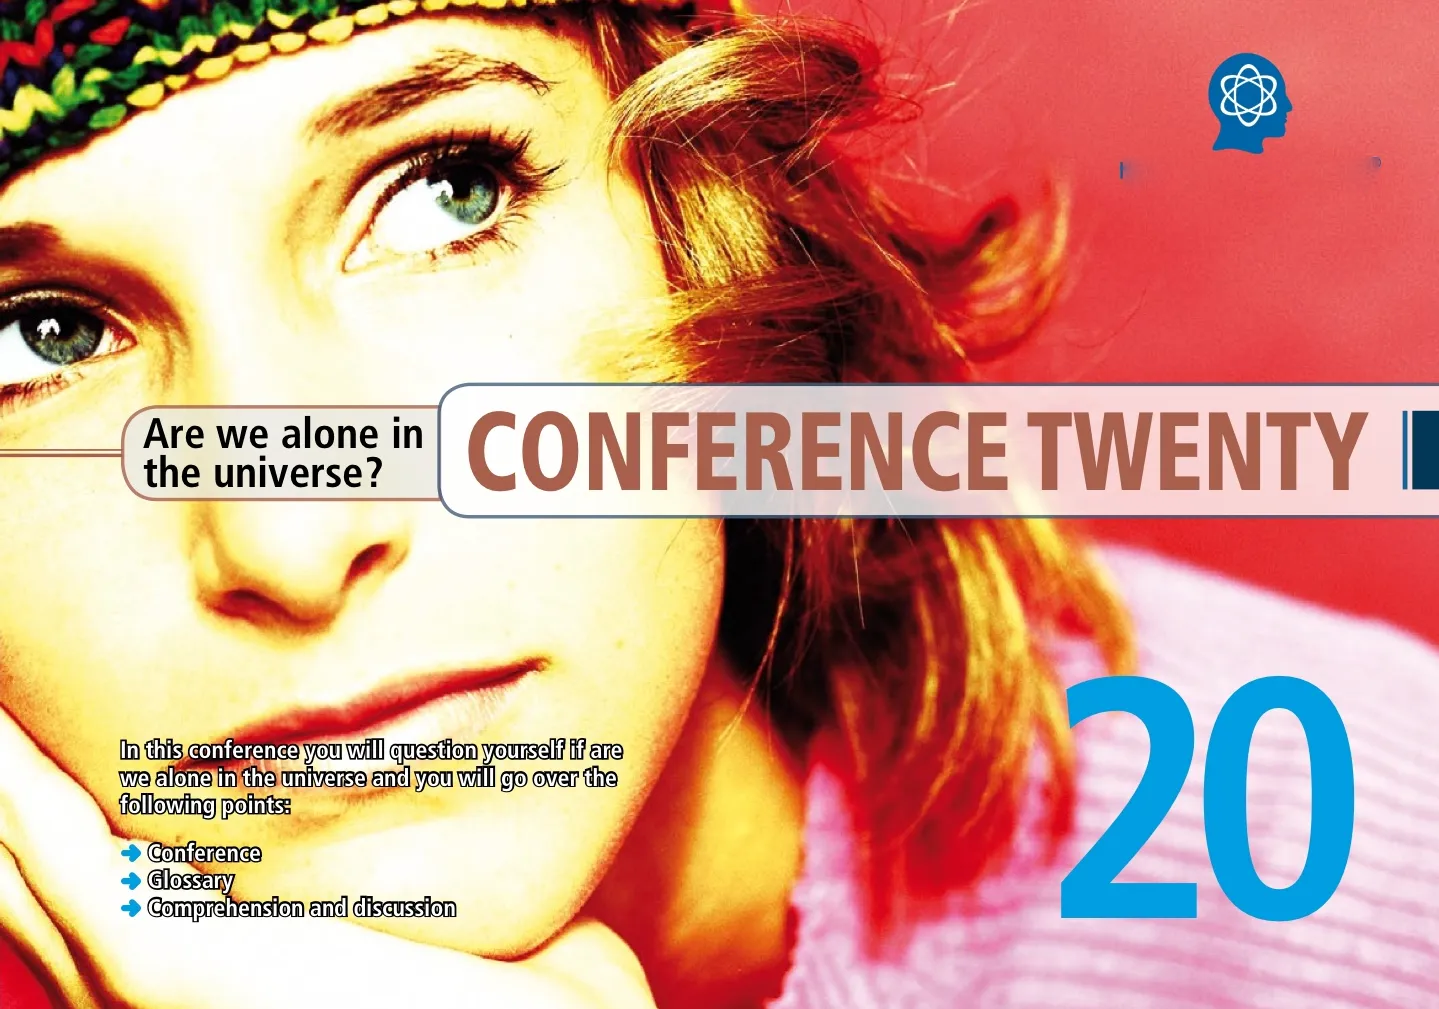 Are we alone in
the universe?
CONFERENCE TWENTY
In this conference you will question yourself if are
we alone in the universe and you will go over the
following points:
Conference
Glossary
Comprehension and discussion
20